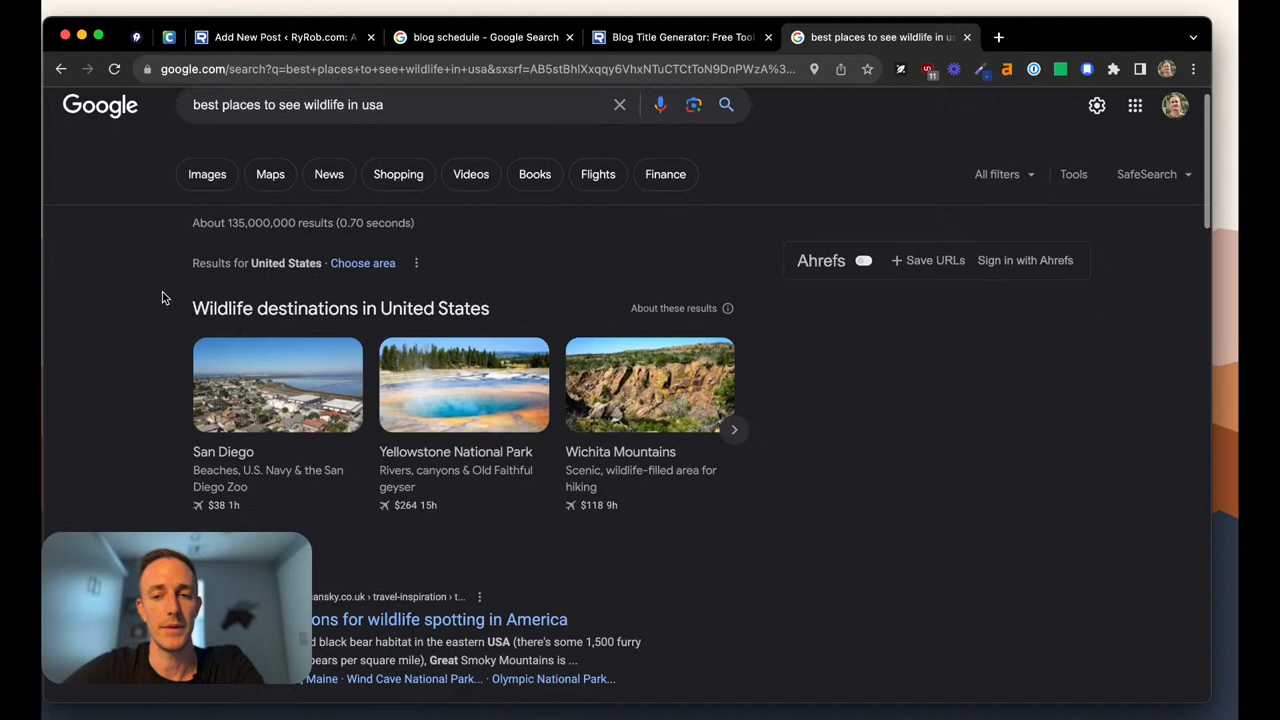 Add New Post ‹ RyRob.com: A
blog schedule - Google Search
Blog Title Generator: Free Tool
best places to see wildlife in us
google.com/search?q=best+places+to+see+wildlife+in+usa&sxsrf=AB5stBhlXxqqy6VhxNTuCTCtToN9DnPWzA%3...
11
Google
best places to see wildlife in usa
Images
Maps
News
Shopping
Videos
Books
Flights
Finance
All filters
Tools
SafeSearch
About 135,000,000 results (0.70 seconds)
Results for United States · Choose area
Ahrefs
+ Save URLs
Sign in with Ahrefs
Wildlife destinations in United States
About these results
San Diego
Beaches, U.S. Navy & the San
Diego Zoo
$38 1h
Yellowstone National Park
Rivers, canyons & Old Faithful
geyser
$264 15h
Wichita Mountains
Scenic, wildlife-filled area for
hiking
$118 9h
eansky.co.uk › travel-inspiration › t...
ons for wildlife spotting in America
d black bear habitat in the eastern USA (there's some 1,500 furry
bears per square mile), Great Smoky Mountains is ...
Maine · Wind Cave National Park... · Olympic National Park...